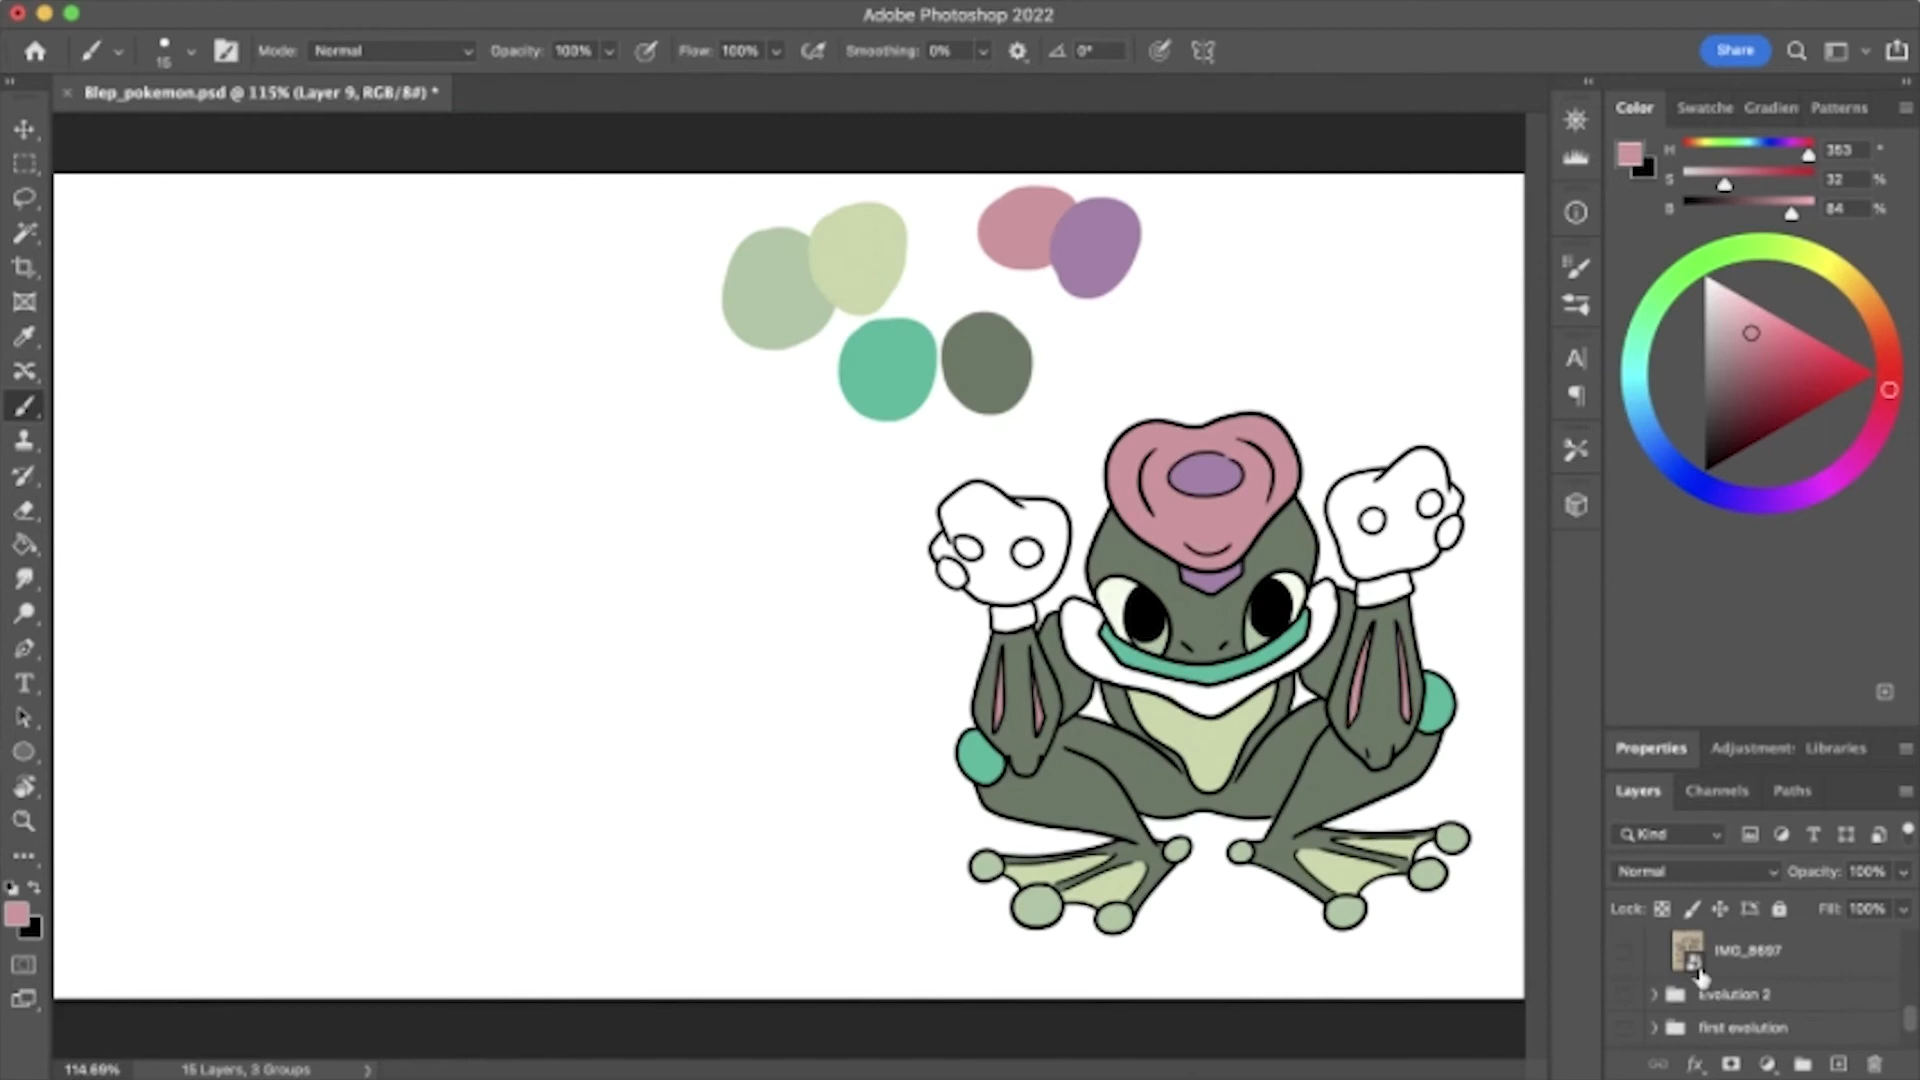 Adobe Photoshop 2022
15
Mode: Normal
Opacity: 100%
Flow: 100%
Smoothing: 0%
0°
Share
Blep_pokemon.psd @ 115% (Layer 9, RGB/8#) *
Color Swatche Gradien Patterns
H 353 °
S 32 %
B 84 %
A|
T
Properties Adjustment: Libraries
Layers Channels Paths
Kind
T
Normal Opacity: 100%
Lock: Fill: 100%
IMG_8697
Evolution 2
first evolution
fx
114.69% 15 Layers, 3 Groups